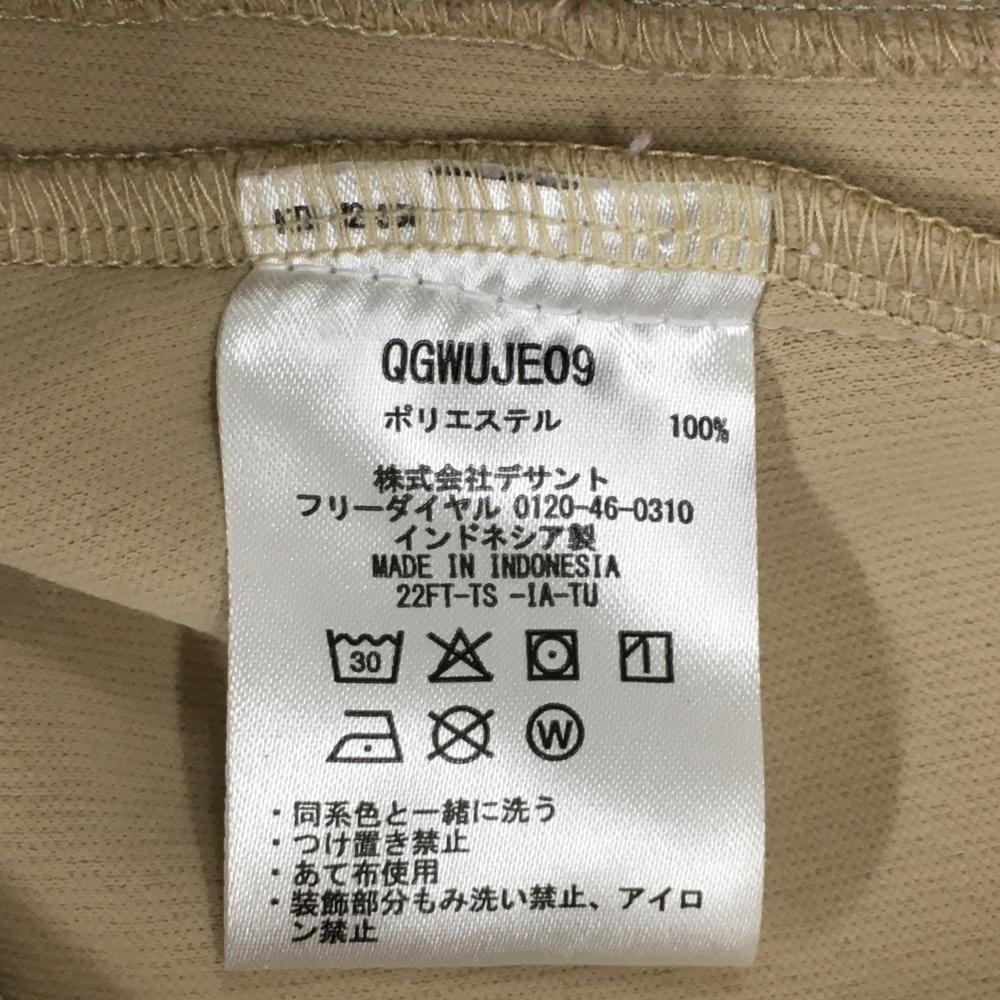 QGWUJE09
ポリエステル 100%
株式会社デサント
フリーダイヤル 0120-46-0310
インドネシア製
MADE IN INDONESIA
22FT-TS -IA-TU
30
W
・同系色と一緒に洗う
・つけ置き禁止
・あて布使用
・装飾部分もみ洗い禁止、アイロ
ン禁止